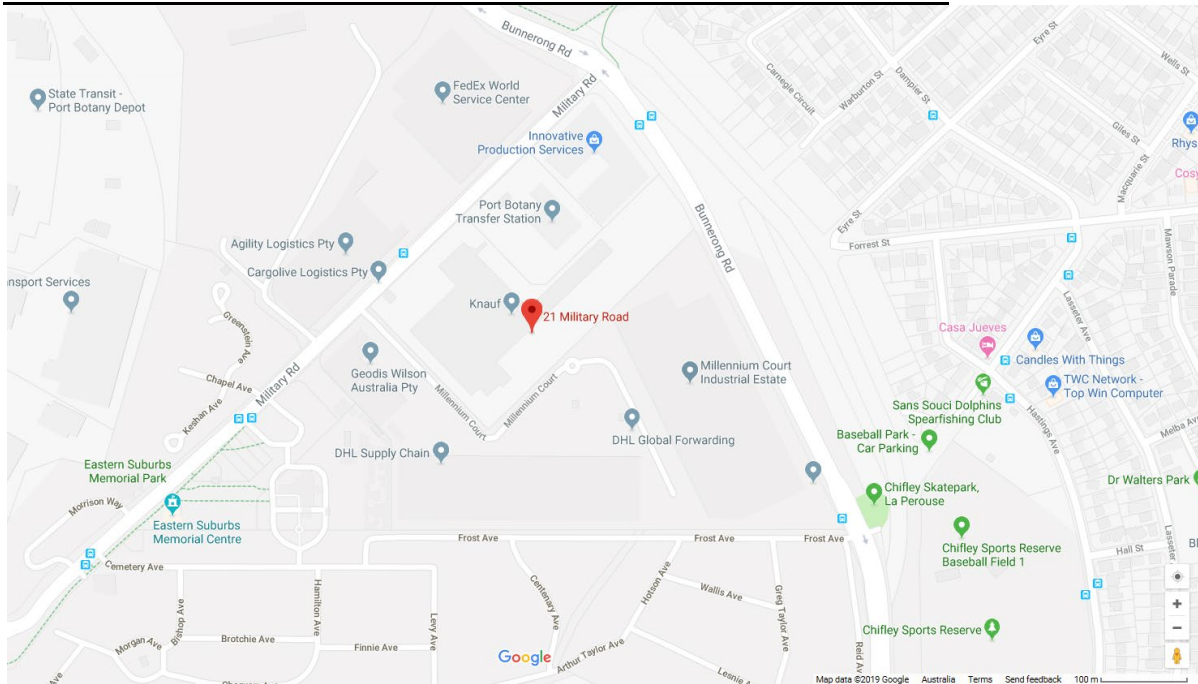 Bunnerong Rd
Eyre St
Wells St
State Transit -
Port Botany Depot
FedEx World
Service Center
Military Rd
Carnegie Circuit
Warburton St
Dampier St
Giles St
Rhys
Innovative
Production Services
Macquarie St
Cosy
Port Botany
Transfer Station
Bunnerong Rd
Eyre St
Forrest St
Mawson Parade
Agility Logistics Pty
Cargolive Logistics Pty
nsport Services
Knauf
21 Military Road
Greenstein Ave
Lasseter Ave
Casa Jueves
Candles With Things
Geodis Wilson
Australia Pty
Millennium Court
Industrial Estate
TWC Network -
Top Win Computer
Chapel Ave
Military Rd
Keshan Ave
Millennium Court
Millennium Court
Sans Souci Dolphins
Spearfishing Club
Hastings Ave
Melba Av
DHL Global Forwarding
Baseball Park -
Car Parking
DHL Supply Chain
Eastern Suburbs
Memorial Park
Dr Walters Park
Chifley Skatepark,
La Perouse
Morrison Way
Eastern Suburbs
Memorial Centre
Frost Ave
Frost Ave
Frost Ave
Chifley Sports Reserve
Baseball Field 1
Hall St
Lasseter
Bl
Cemetery Ave
Bishop Ave
Hamilton Ave
Levy Ave
Centenary Ave
Hotson Ave
Wallis Ave
Greg Taylor Ave
Chifley Sports Reserve
Morgan Ave
Brotchie Ave
Finnie Ave
Google
Arthur Taylor Ave
Lesnie Ave
Reid Av
Map data ©2019 Google
Australia
Terms
Send feedback
100 m